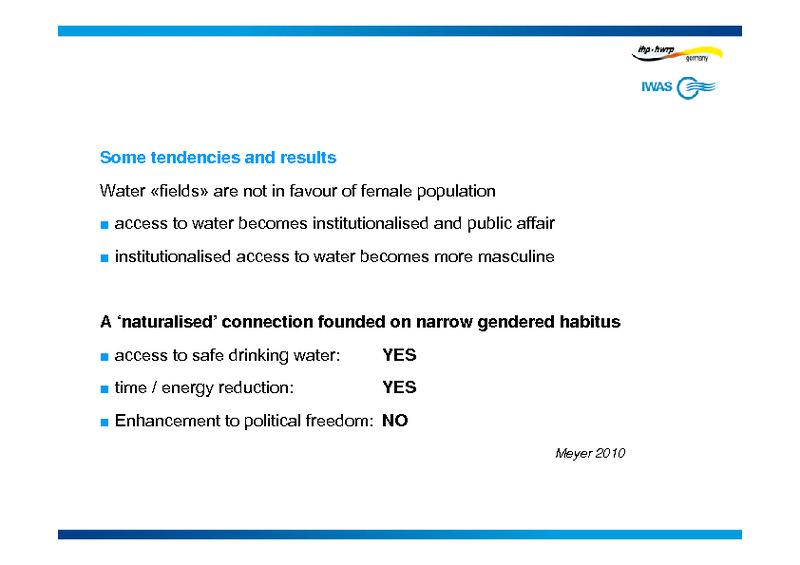 ihp · hwrp
germany
IWAS
Some tendencies and results
Water «fields» are not in favour of female population
■ access to water becomes institutionalised and public affair
■ institutionalised access to water becomes more masculine
A ‘naturalised’ connection founded on narrow gendered habitus
■ access to safe drinking water: YES
■ time / energy reduction: YES
■ Enhancement to political freedom: NO
Meyer 2010